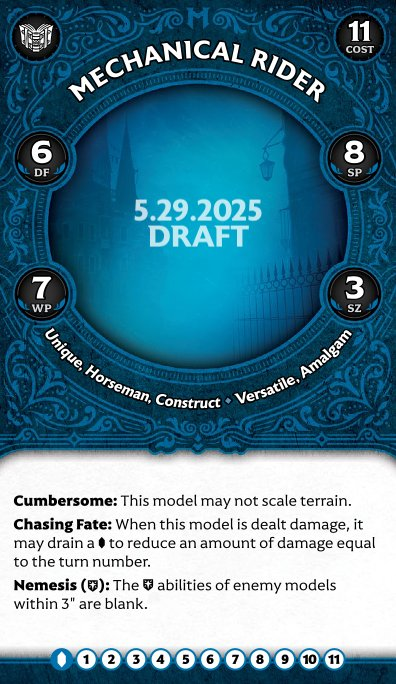 MECHANICAL RIDER
11
COST
6
DF
8
SP
5.29.2025
DRAFT
7
WP
3
SZ
Unique, Horseman, Construct • Versatile, Amalgam
Cumbersome: This model may not scale terrain.
Chasing Fate: When this model is dealt damage, it
may drain a to reduce an amount of damage equal
to the turn number.
Nemesis ( ): The abilities of enemy models
within 3" are blank.
1 2 3 4 5 6 7 8 9 10 11